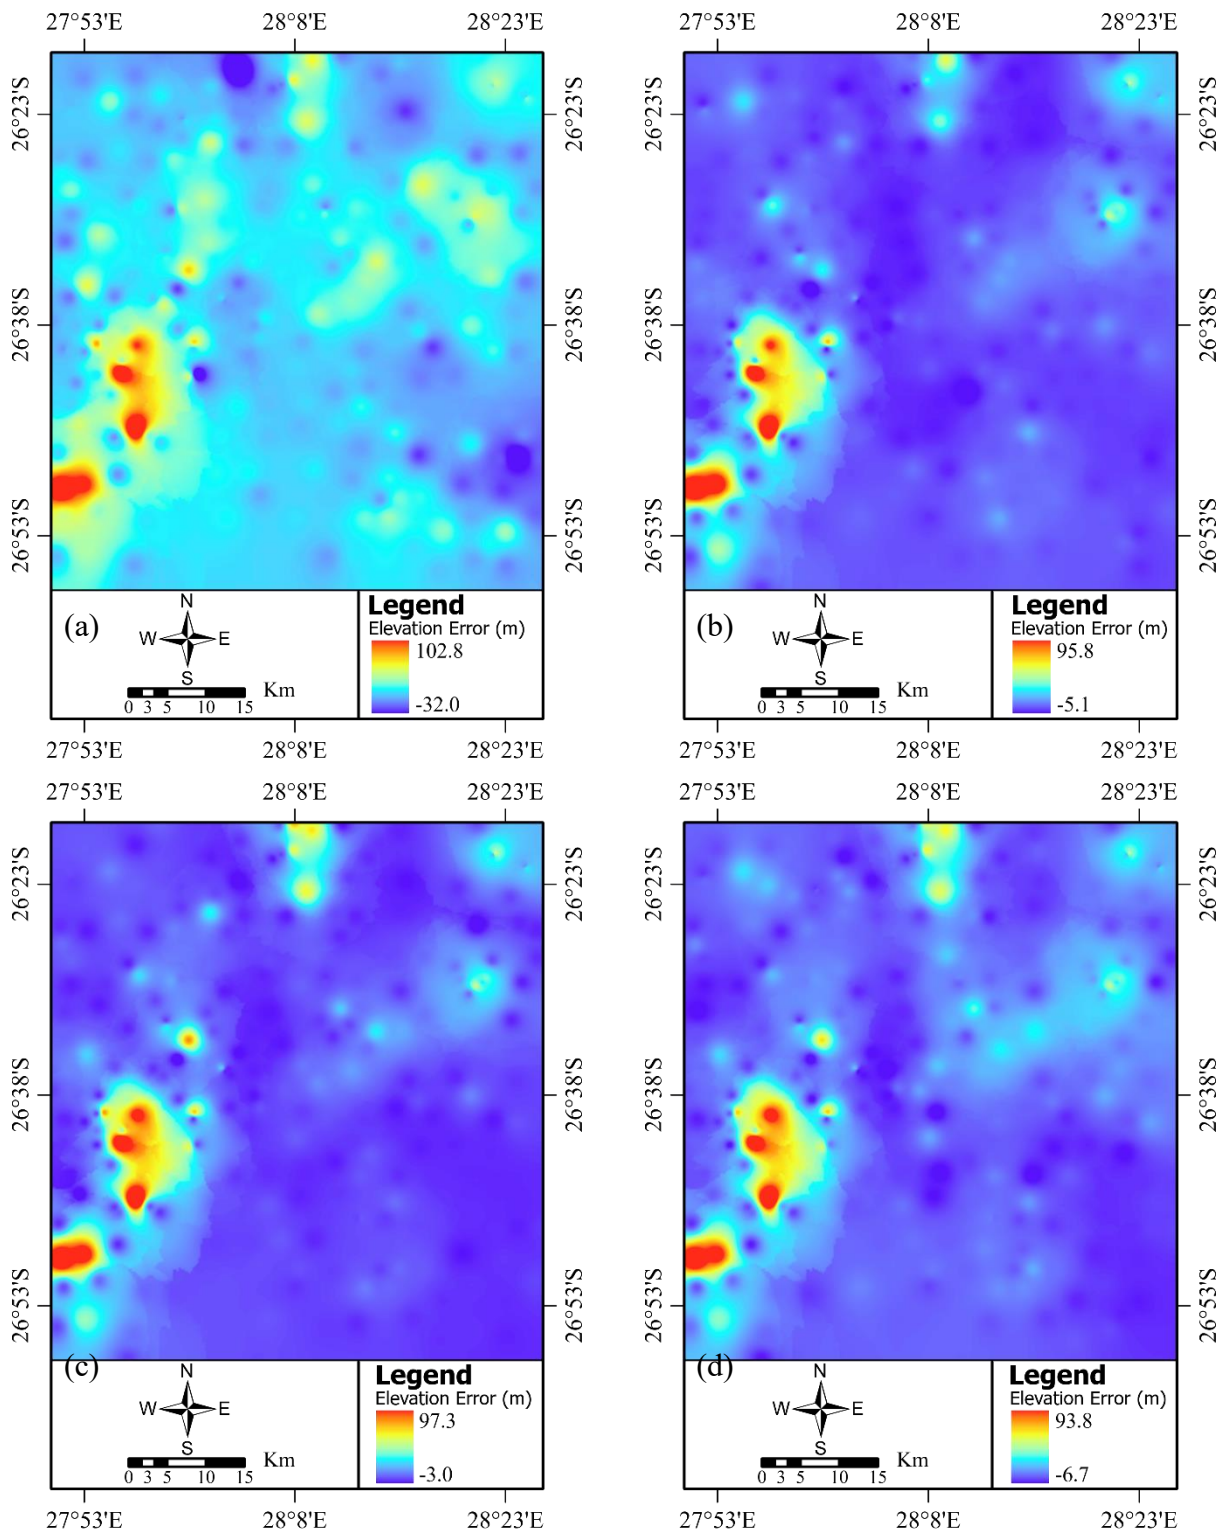 27°53'E 28°8'E 28°23'E 27°53'E 28°8'E 28°23'E
26°23'S 26°23'S 26°23'S 26°23'S
26°38'S 26°38'S 26°38'S 26°38'S
26°53'S 26°53'S 26°53'S 26°53'S
(a)
N
W E
S
0 3 5 10 15 Km
Legend
Elevation Error (m)
102.8
-32.0
(b)
N
W E
S
0 3 5 10 15 Km
Legend
Elevation Error (m)
95.8
-5.1
27°53'E 28°8'E 28°23'E 27°53'E 28°8'E 28°23'E
27°53'E 28°8'E 28°23'E 27°53'E 28°8'E 28°23'E
26°23'S 26°23'S 26°23'S 26°23'S
26°38'S 26°38'S 26°38'S 26°38'S
26°53'S 26°53'S 26°53'S 26°53'S
(c)
N
W E
S
0 3 5 10 15 Km
Legend
Elevation Error (m)
97.3
-3.0
(d)
N
W E
S
0 3 5 10 15 Km
Legend
Elevation Error (m)
93.8
-6.7
27°53'E 28°8'E 28°23'E 27°53'E 28°8'E 28°23'E